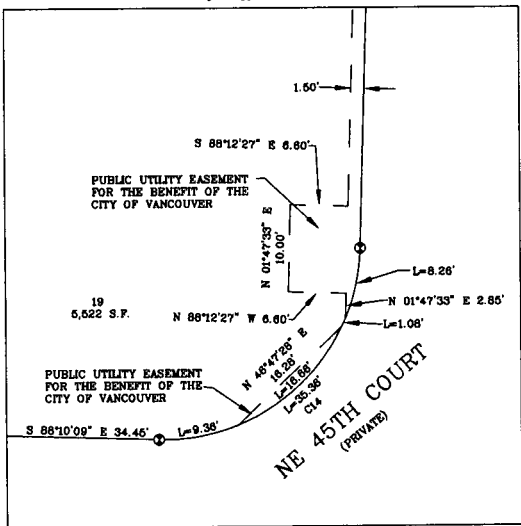 1.50'
S 88°12'27" E 6.60'
PUBLIC UTILITY EASEMENT
FOR THE BENEFIT OF THE
CITY OF VANCOUVER
N 01°47'33" E
10.00'
L=8.26'
N 01°47'33" E 2.85'
19
5,522 S.F.
N 88°12'27" W 6.60'
L=1.08'
N 46°47'28" E
16.28'
L=16.66'
L=35.36'
C14
PUBLIC UTILITY EASEMENT
FOR THE BENEFIT OF THE
CITY OF VANCOUVER
NE 45TH COURT
(PRIVATE)
S 88°10'09" E 34.45'
L=9.36'